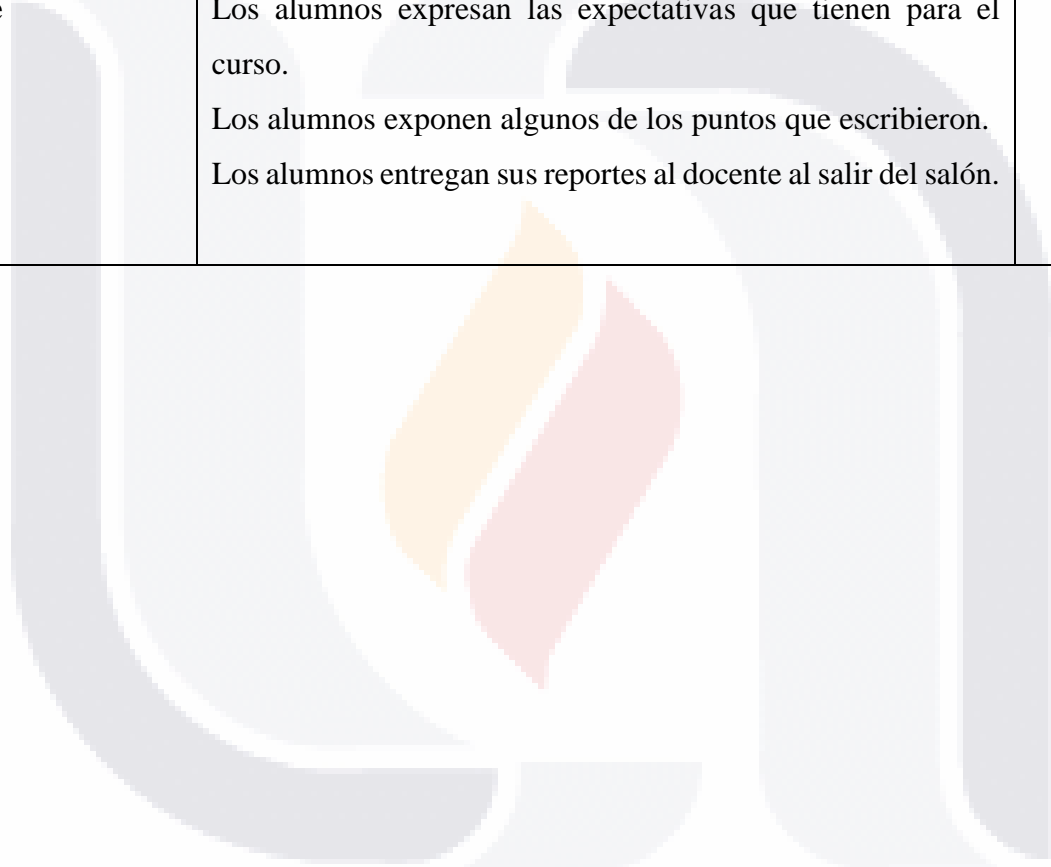 Los alumnos expresan las expectativas que tienen para el
curso.
Los alumnos exponen algunos de los puntos que escribieron.
Los alumnos entregan sus reportes al docente al salir del salón.